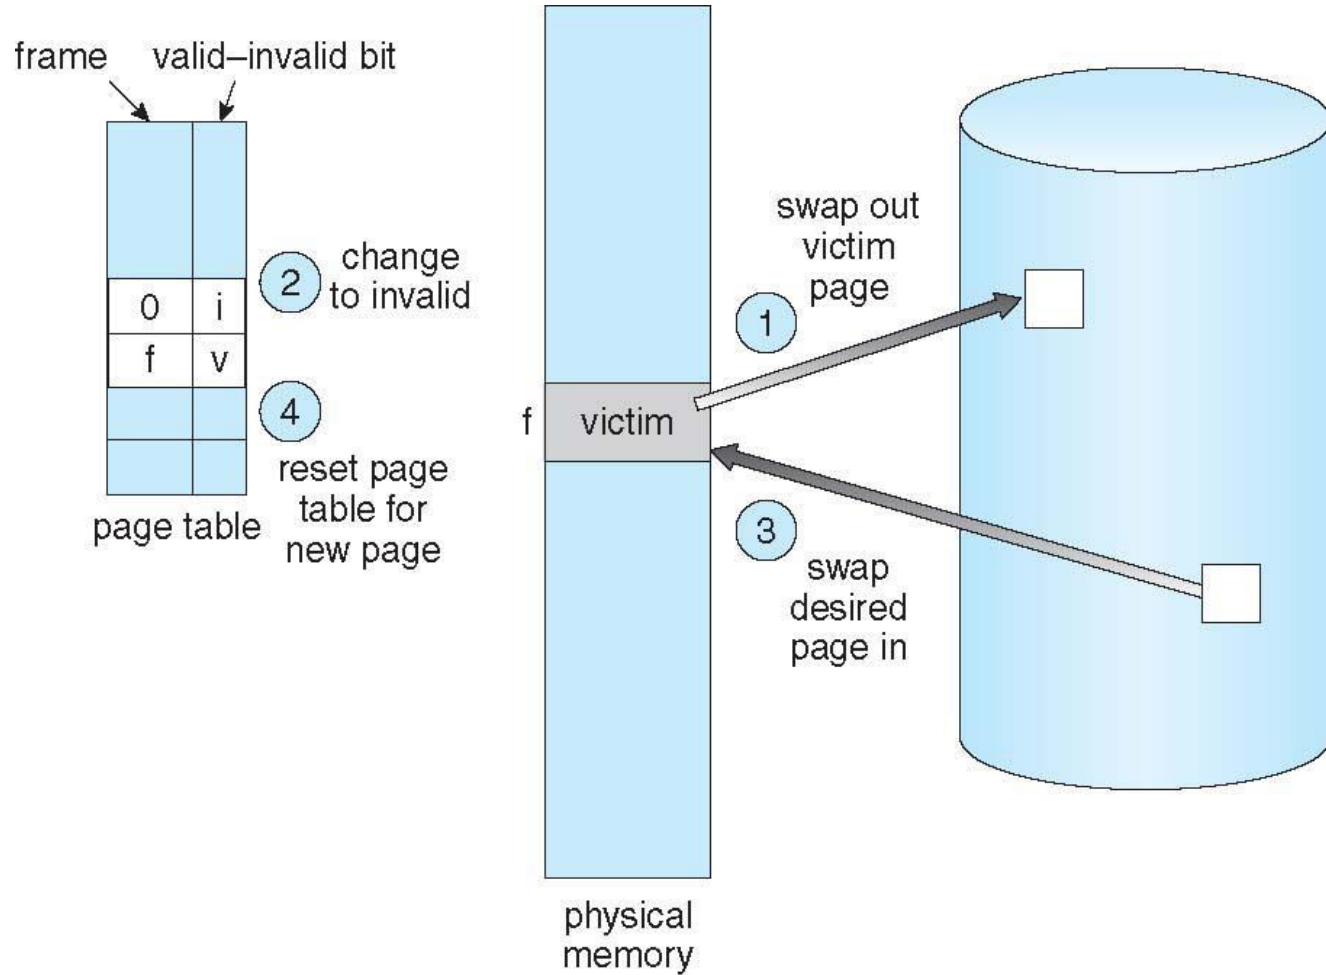 frame
valid–invalid bit
0 i
f v
2
change
to invalid
4
reset page
table for
new page
page table
f
victim
physical
memory
1
swap out
victim
page
3
swap
desired
page in